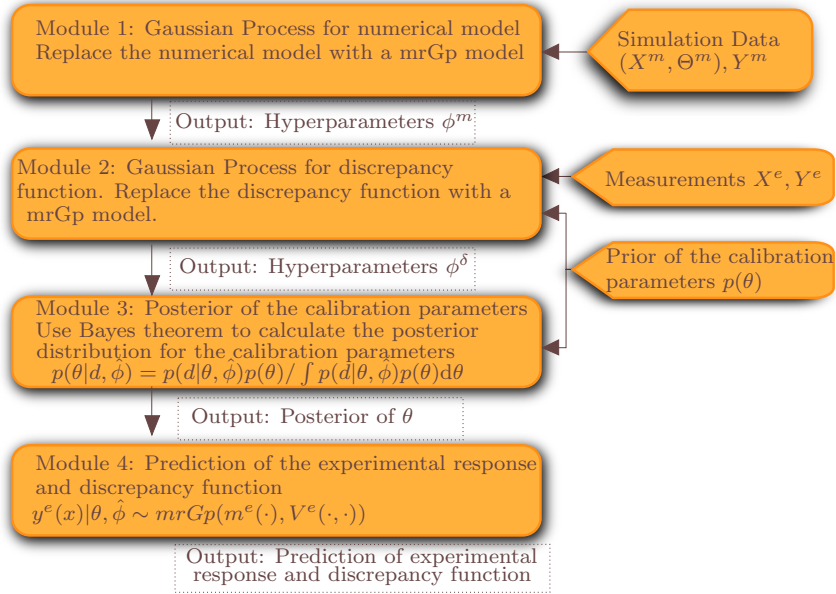 Module 1: Gaussian Process for numerical model
Replace the numerical model with a mrGp model
Simulation Data
(X^m, Θ^m), Y^m
Output: Hyperparameters ϕ^m
Module 2: Gaussian Process for discrepancy
function. Replace the discrepancy function with a
mrGp model.
Measurements X^e, Y^e
Output: Hyperparameters ϕ^δ
Prior of the calibration
parameters p(θ)
Module 3: Posterior of the calibration parameters
Use Bayes theorem to calculate the posterior
distribution for the calibration parameters
p(θ|d, ϕ̂) = p(d|θ, ϕ̂)p(θ)/ ∫ p(d|θ, ϕ̂)p(θ)dθ
Output: Posterior of θ
Module 4: Prediction of the experimental response
and discrepancy function
y^e(x)|θ, ϕ̂ ∼ mrGp(m^e(·), V^e(·, ·))
Output: Prediction of experimental
response and discrepancy function